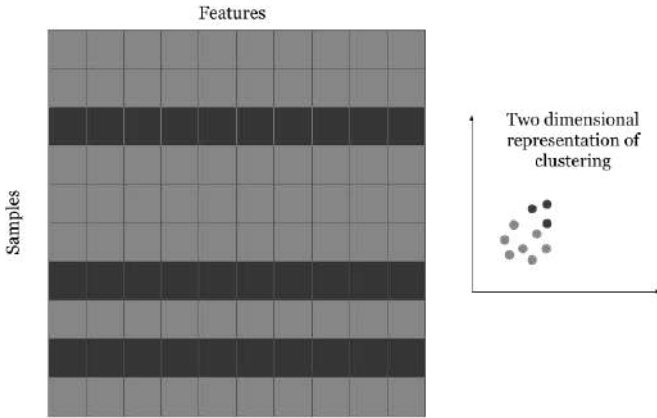 Features
Samples
Two dimensional
representation of
clustering